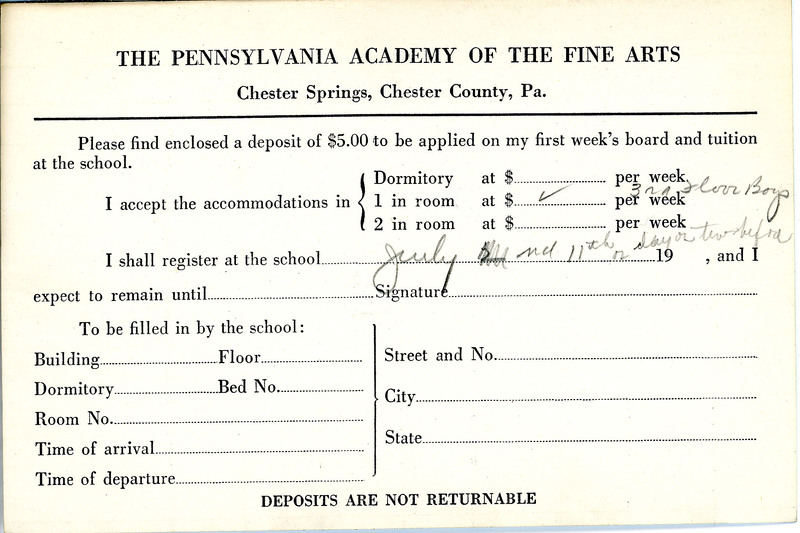 THE PENNSYLVANIA ACADEMY OF THE FINE ARTS
Chester Springs, Chester County, Pa.
Please find enclosed a deposit of $5.00 to be applied on my first week's board and tuition
at the school.
I accept the accommodations in
Dormitory at $ per week
1 in room at $ ✓ per week 3rd Floor Boys
2 in room at $ per week
I shall register at the school July 11th or day or two before 19 , and I
expect to remain until Signature
To be filled in by the school:
Building Floor
Dormitory Bed No.
Room No.
Time of arrival
Time of departure
Street and No.
City
State
DEPOSITS ARE NOT RETURNABLE